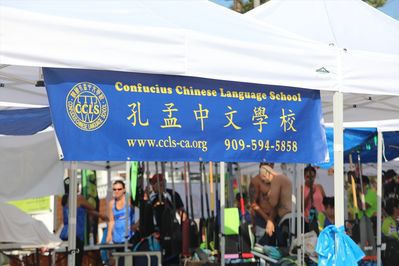 Confucius Chinese Language School
CCLS
孔孟中文學校
www.ccls-ca.org 909-594-5858